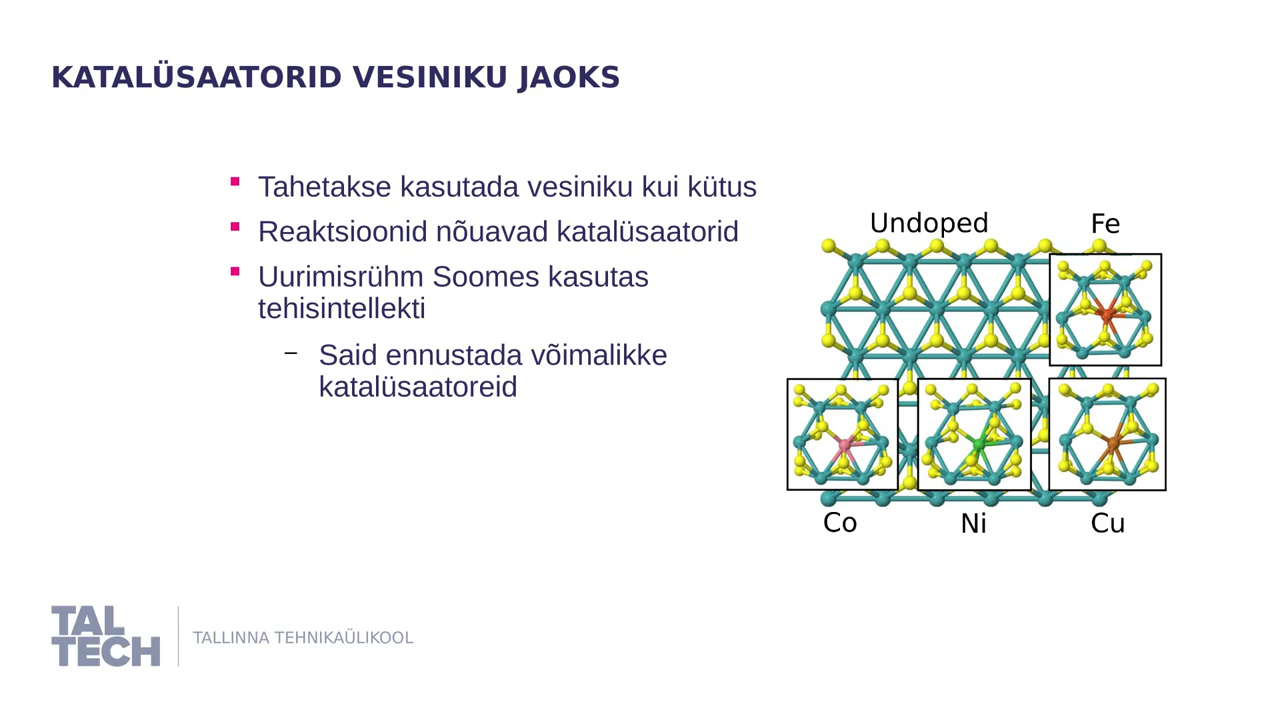 KATALÜSAATORID VESINIKU JAOKS
Tahetakse kasutada vesiniku kui kütus
Reaktsioonid nõuavad katalüsaatorid
Uurimisrühm Soomes kasutas
tehisintellekti
– Said ennustada võimalikke
katalüsaatoreid
Undoped
Fe
Co
Ni
Cu
TAL
TECH
TALLINNA TEHNIKAÜLIKOOL